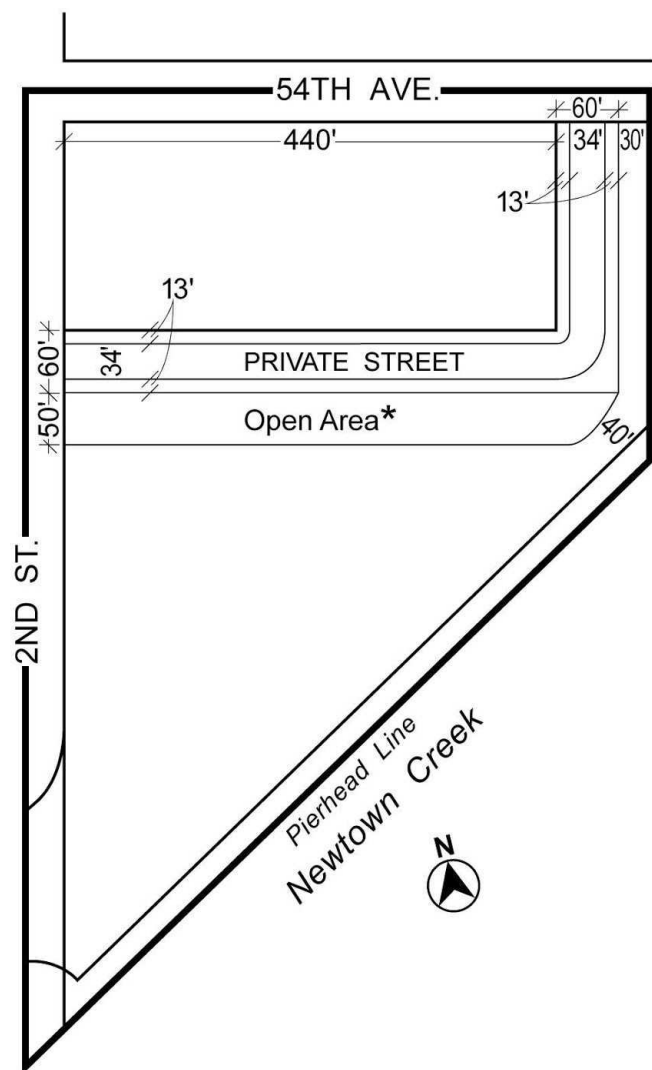 54TH AVE.
60'
440'
34'
30'
13'
13'
60'
34'
PRIVATE STREET
50'
Open Area*
40'
2ND ST.
Pierhead Line
Newtown Creek
N